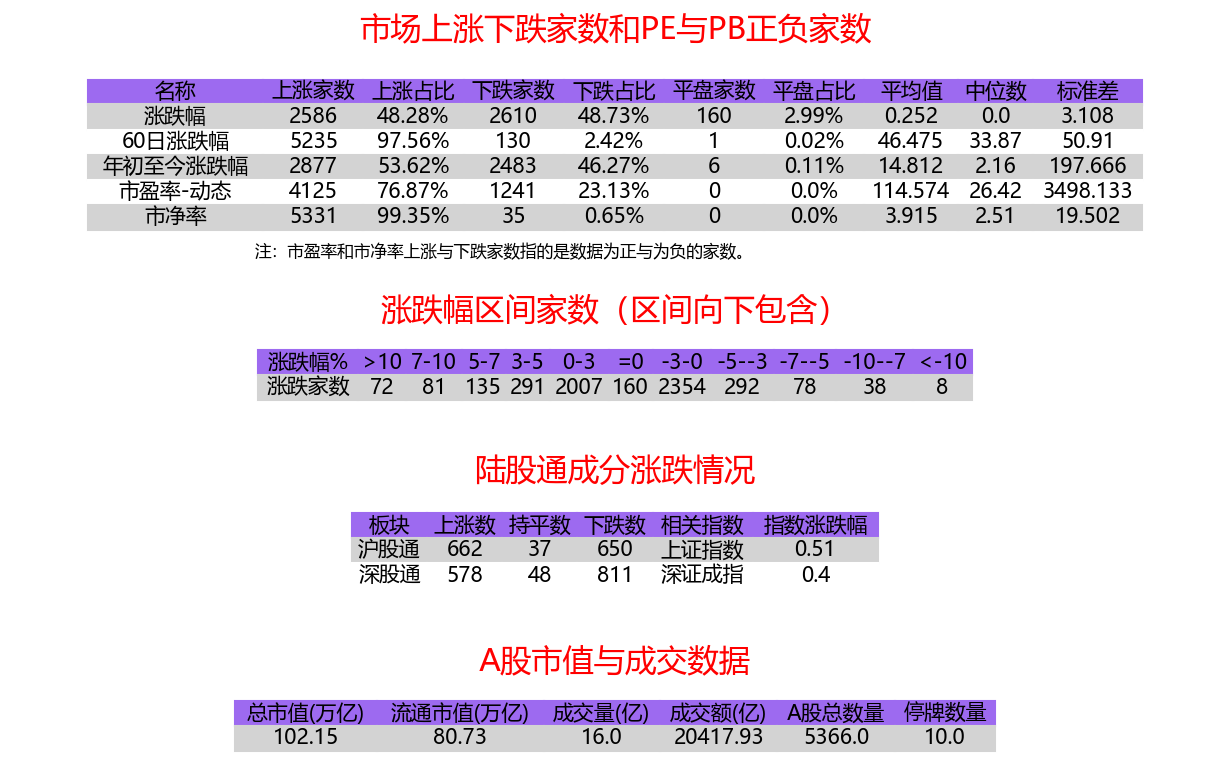 市场上涨下跌家数和PE与PB正负家数
名称 上涨家数 上涨占比 下跌家数 下跌占比 平盘家数 平盘占比 平均值 中位数 标准差
涨跌幅 2586 48.28% 2610 48.73% 160 2.99% 0.252 0.0 3.108
60日涨跌幅 5235 97.56% 130 2.42% 1 0.02% 46.475 33.87 50.91
年初至今涨跌幅 2877 53.62% 2483 46.27% 6 0.11% 14.812 2.16 197.666
市盈率-动态 4125 76.87% 1241 23.13% 0 0.0% 114.574 26.42 3498.133
市净率 5331 99.35% 35 0.65% 0 0.0% 3.915 2.51 19.502
注：市盈率和市净率上涨与下跌家数指的是数据为正与为负的家数。
涨跌幅区间家数（区间向下包含）
涨跌幅% >10 7-10 5-7 3-5 0-3 =0 -3-0 -5--3 -7--5 -10--7 <-10
涨跌家数 72 81 135 291 2007 160 2354 292 78 38 8
陆股通成分涨跌情况
板块 上涨数 持平数 下跌数 相关指数 指数涨跌幅
沪股通 662 37 650 上证指数 0.51
深股通 578 48 811 深证成指 0.4
A股市值与成交数据
总市值(万亿) 流通市值(万亿) 成交量(亿) 成交额(亿) A股总数量 停牌数量
102.15 80.73 16.0 20417.93 5366.0 10.0